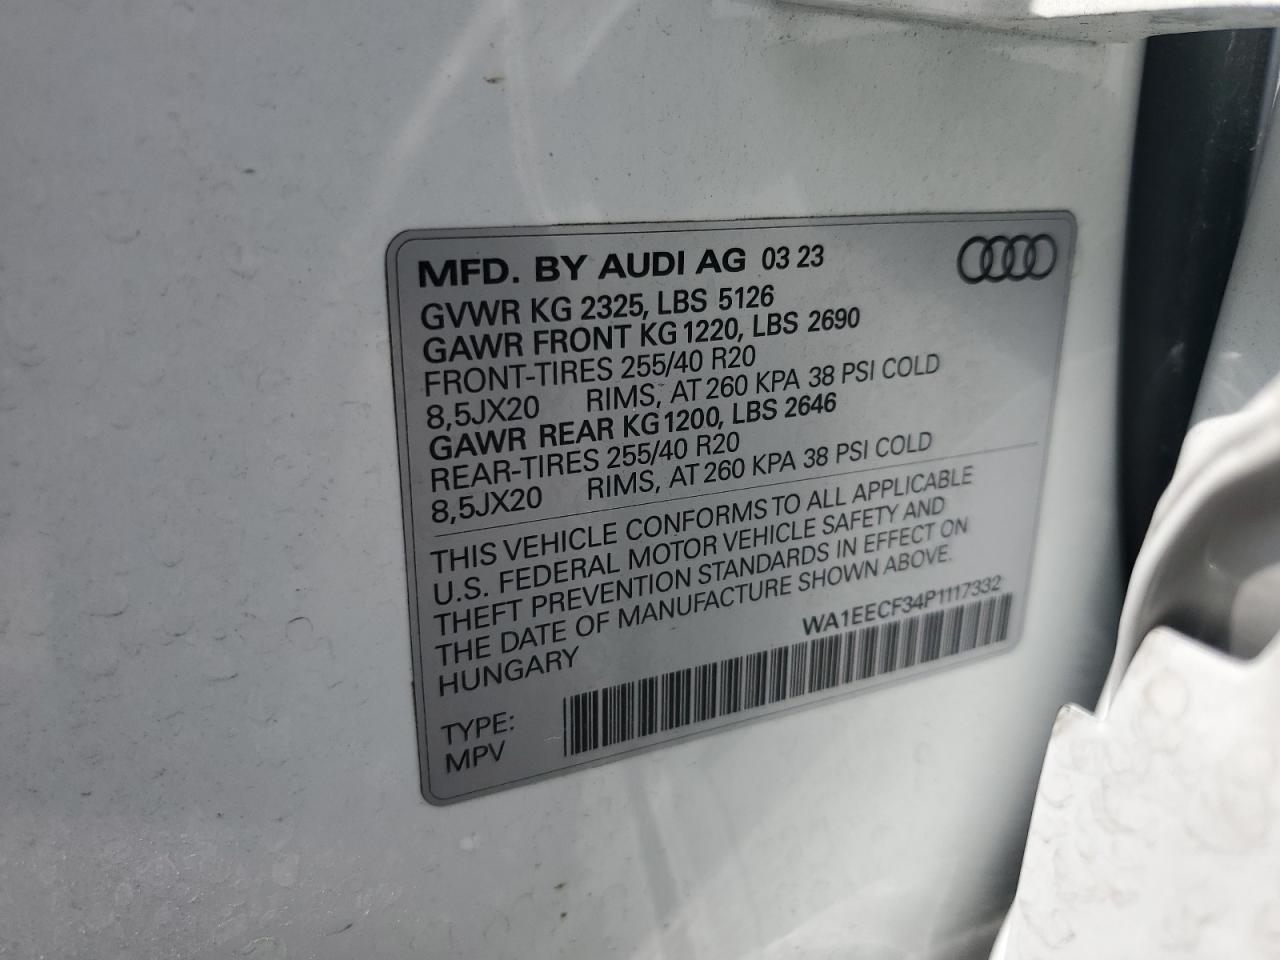 MFD. BY AUDI AG 03 23
GVWR KG 2325, LBS 5126
GAWR FRONT KG 1220, LBS 2690
FRONT-TIRES 255/40 R20
8,5JX20 RIMS, AT 260 KPA 38 PSI COLD
GAWR REAR KG 1200, LBS 2646
REAR-TIRES 255/40 R20
8,5JX20 RIMS, AT 260 KPA 38 PSI COLD
THIS VEHICLE CONFORMS TO ALL APPLICABLE
U.S. FEDERAL MOTOR VEHICLE SAFETY AND
THEFT PREVENTION STANDARDS IN EFFECT ON
THE DATE OF MANUFACTURE SHOWN ABOVE.
HUNGARY
WA1EECF34P1117332
TYPE:
MPV